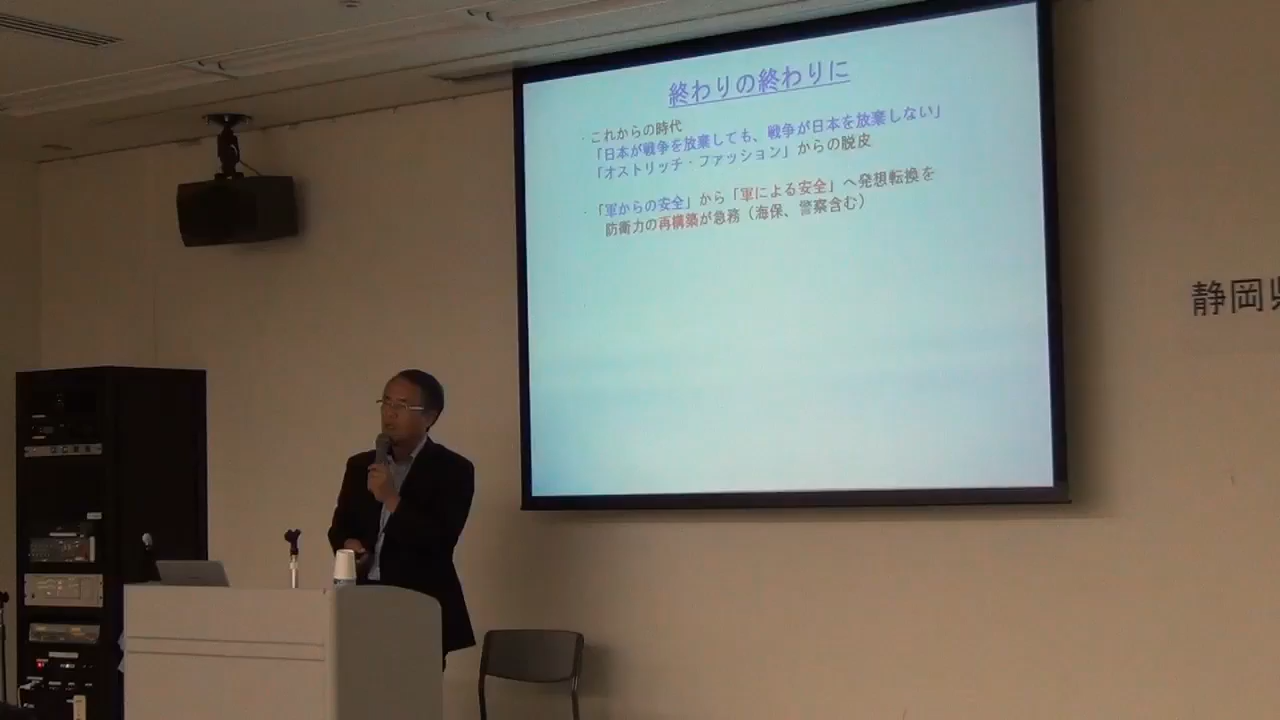 終わりの終わりに
・これからの時代
「日本が戦争を放棄しても、戦争が日本を放棄しない」
「オストリッチ・ファッション」からの脱皮
・「軍からの安全」から「軍による安全」へ発想転換を
防衛力の再構築が急務（海保、警察含む）
静岡県